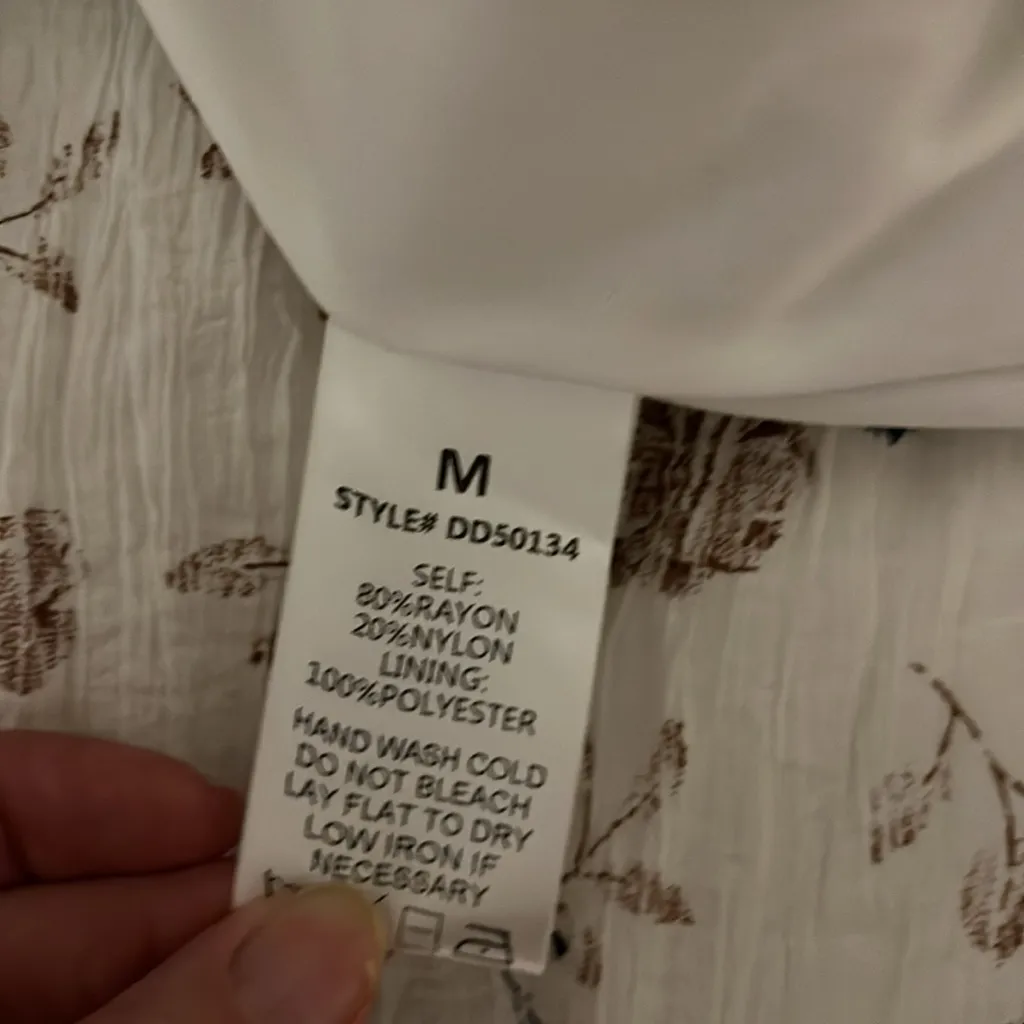 M
STYLE# DD50134
SELF:
80%RAYON
20%NYLON
LINING:
100%POLYESTER
HAND WASH COLD
DO NOT BLEACH
LAY FLAT TO DRY
LOW IRON IF
NECESSARY